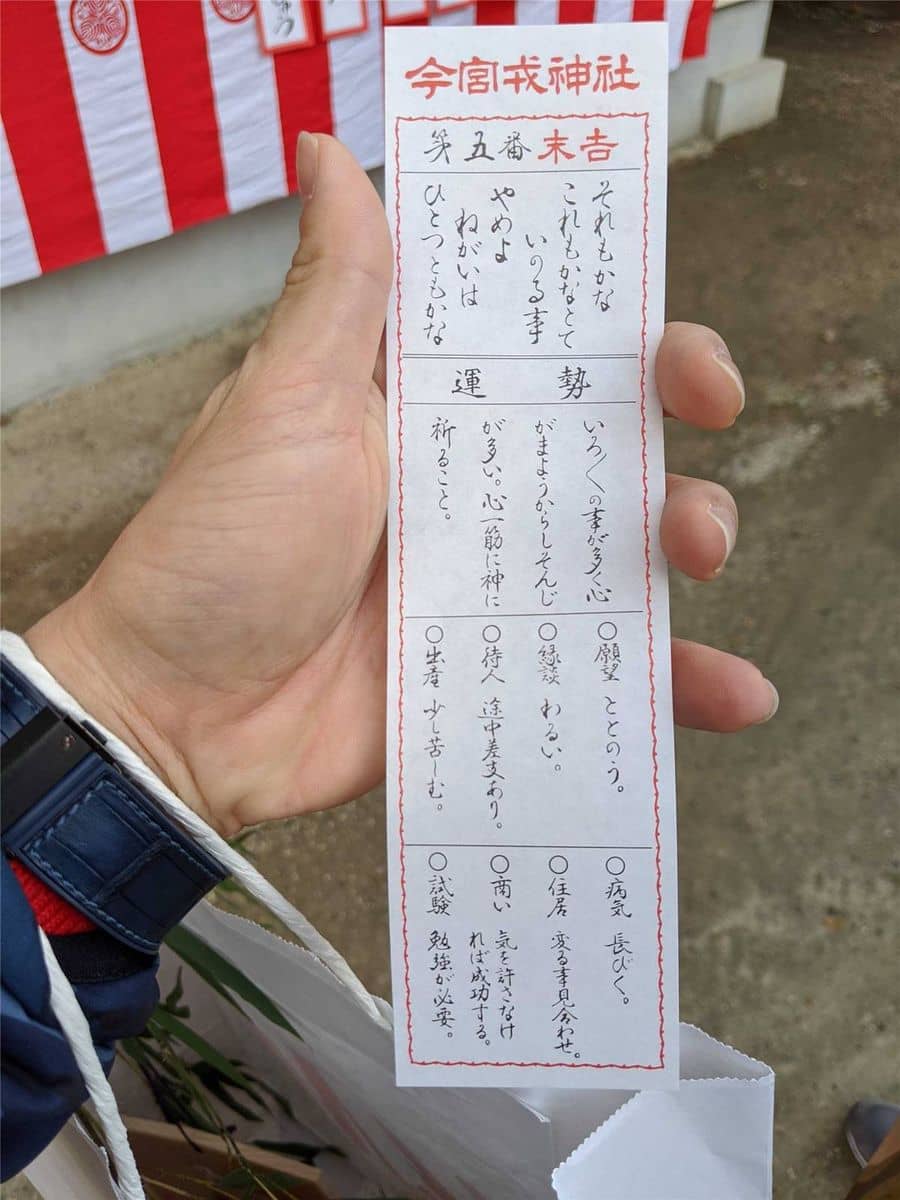 今宮戎神社
第五番 末吉
それもかな
これもかなとて
いのる事
やめよ
ねがいは
ひとつともかな
運勢
いろ〳〵の事が多く心
がまようからしそんじ
が多い。心一筋に神に
祈ること。
○願望 ととのう。
○縁談 わるい。
○待人 途中差支あり。
○出産 少し苦しむ。
○病気 長びく。
○住居 変る事見合わせ。
○商い 気を許さなけ
れば成功する。
○試験 勉強が必要。